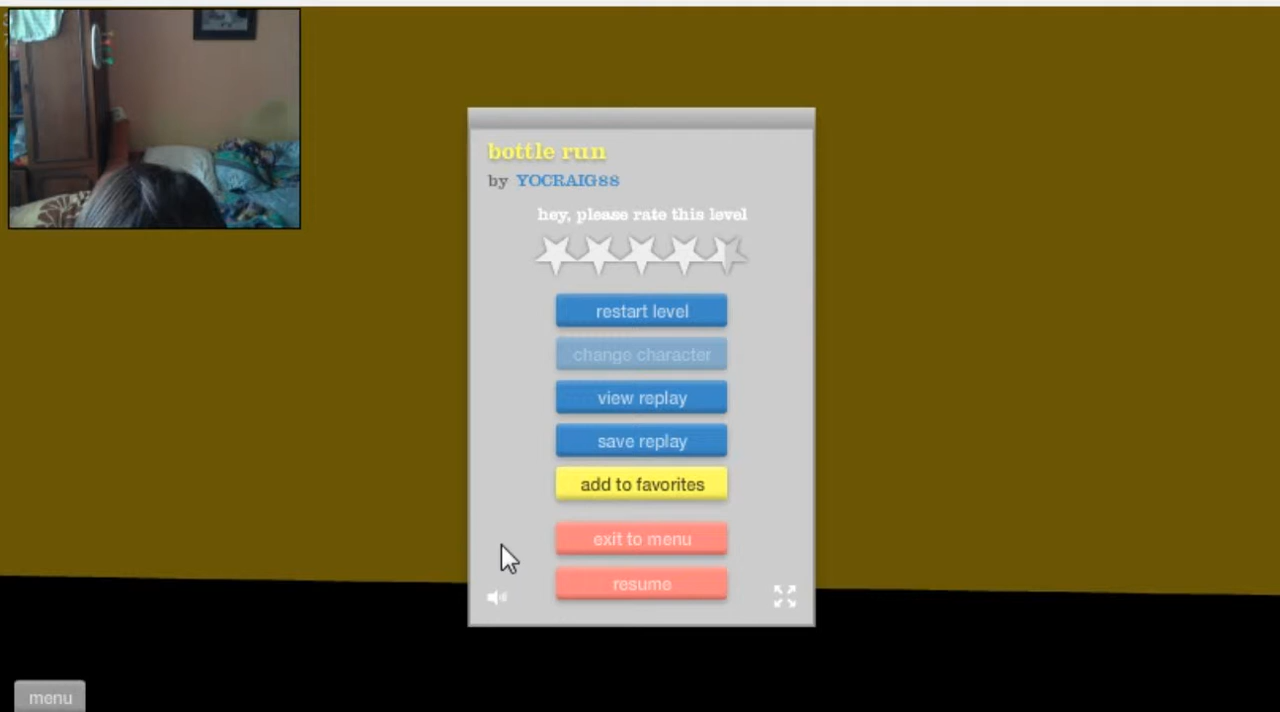 bottle run
by YOCRAIG88
hey, please rate this level
restart level
change character
view replay
save replay
add to favorites
exit to menu
resume
menu